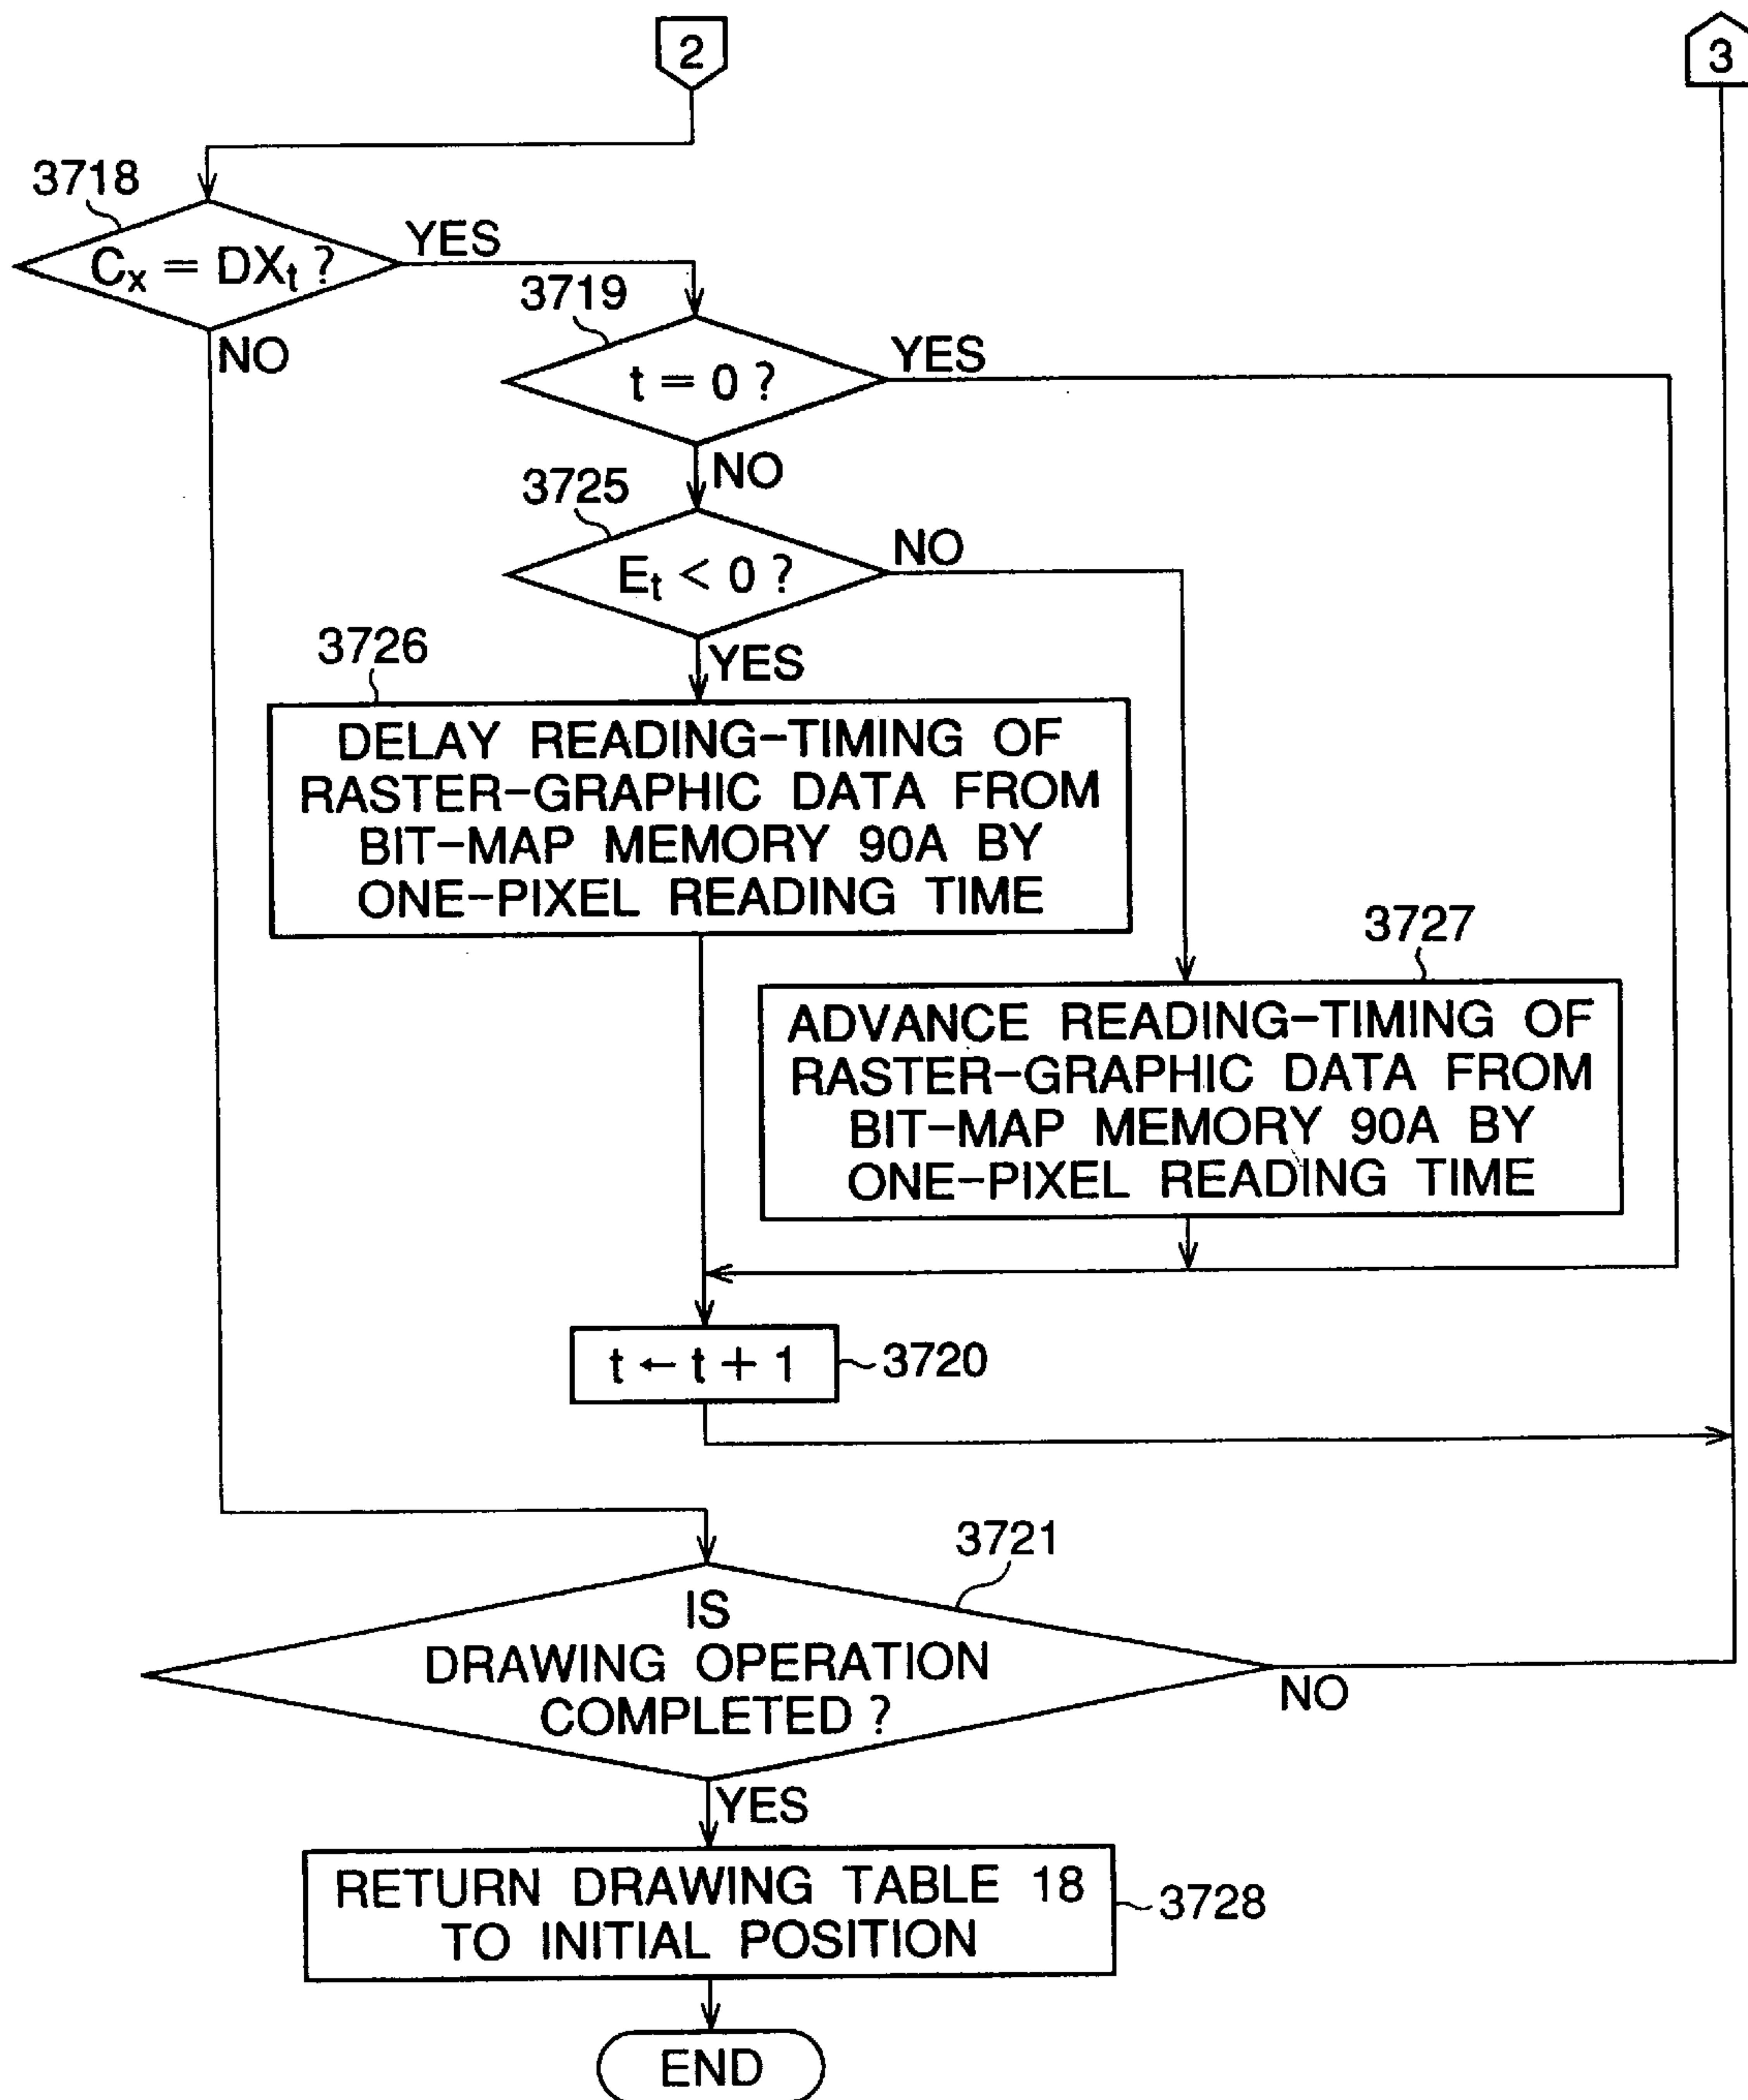 2
3
3718
C_x = DX_t ?
YES
NO
3719
t = 0 ?
YES
NO
3725
E_t < 0 ?
NO
YES
3726
DELAY READING-TIMING OF
RASTER-GRAPHIC DATA FROM
BIT-MAP MEMORY 90A BY
ONE-PIXEL READING TIME
3727
ADVANCE READING-TIMING OF
RASTER-GRAPHIC DATA FROM
BIT-MAP MEMORY 90A BY
ONE-PIXEL READING TIME
t ← t + 1
3720
3721
IS
DRAWING OPERATION
COMPLETED ?
NO
YES
RETURN DRAWING TABLE 18
TO INITIAL POSITION
3728
END